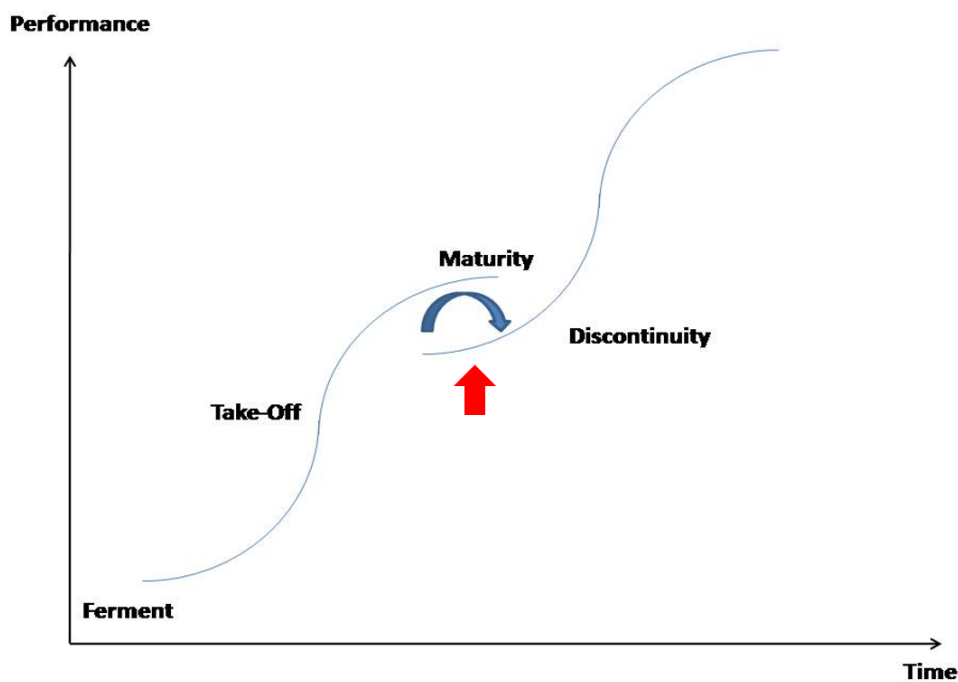 Performance
Maturity
Discontinuity
Take-Off
Ferment
Time